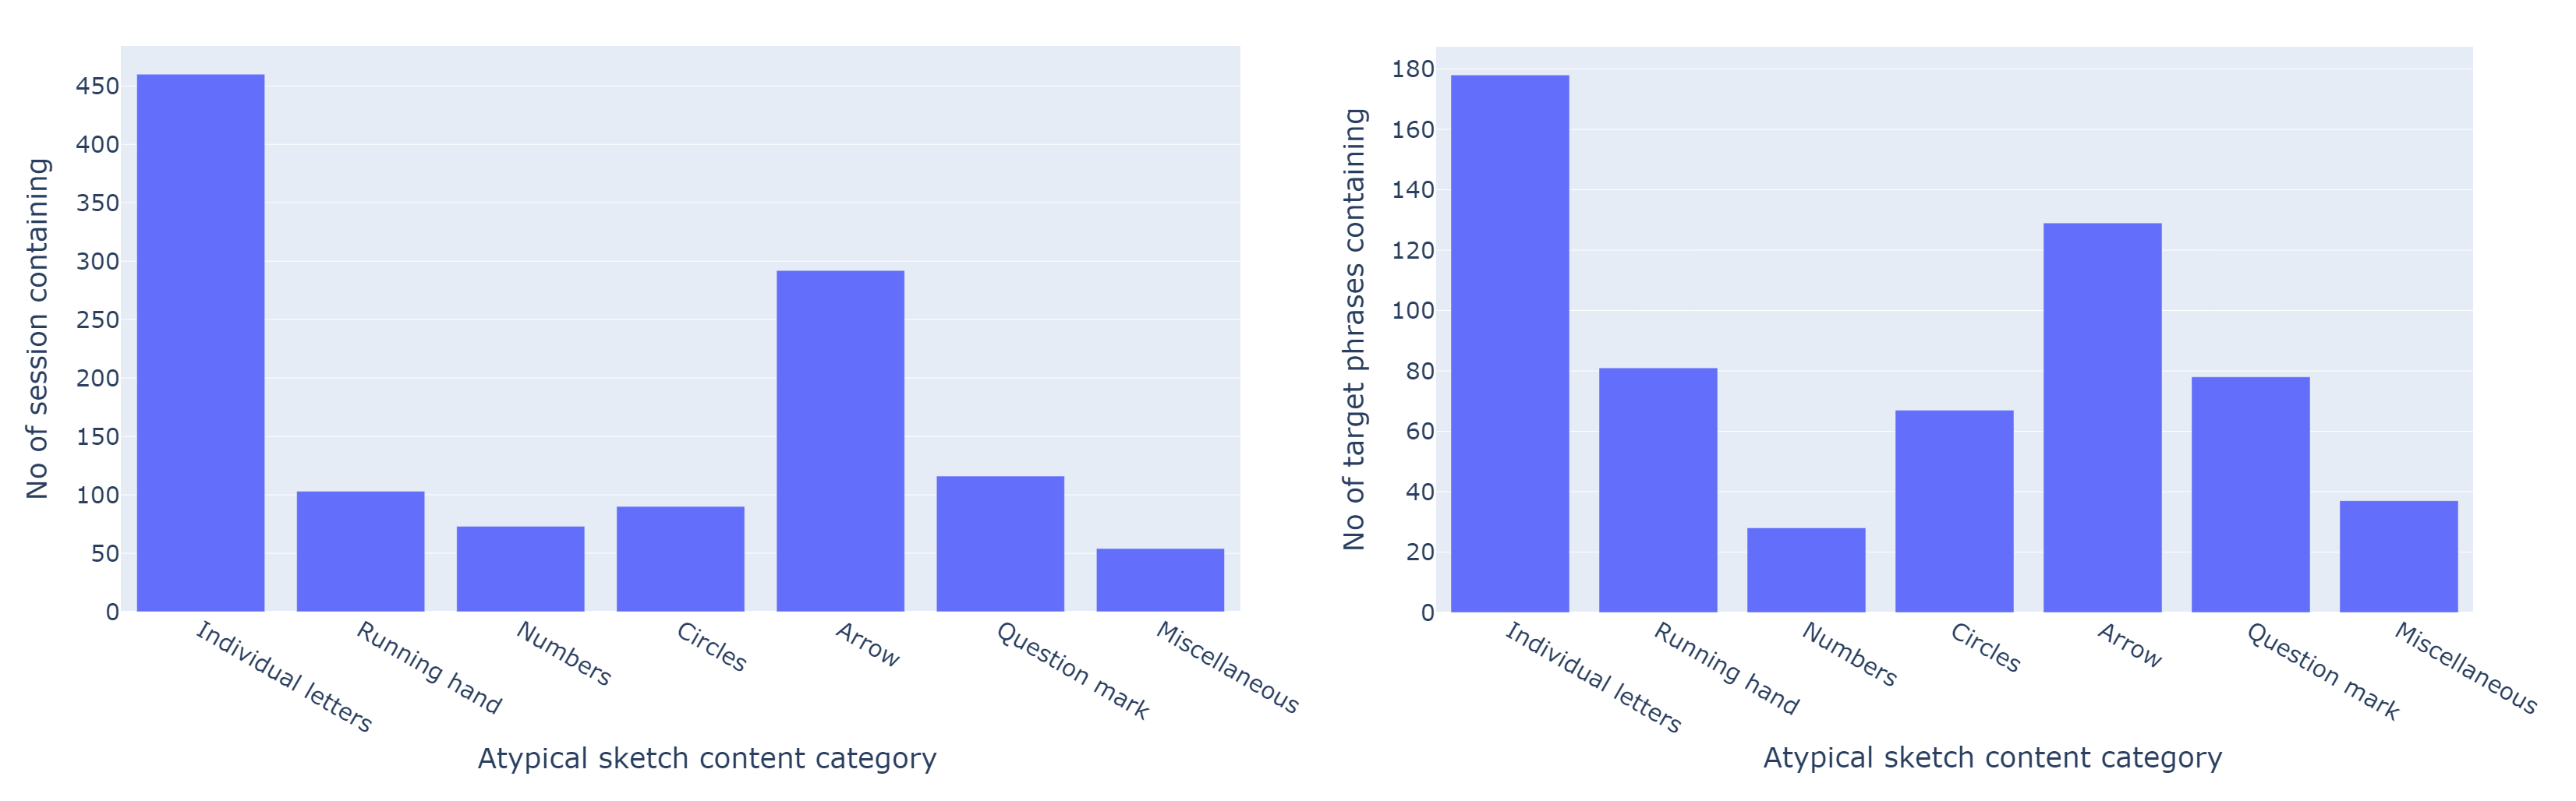 No of session containing
450
400
350
300
250
200
150
100
50
0
Individual letters
Running hand
Numbers
Circles
Arrow
Question mark
Miscellaneous
Atypical sketch content category
No of target phrases containing
180
160
140
120
100
80
60
40
20
0
Individual letters
Running hand
Numbers
Circles
Arrow
Question mark
Miscellaneous
Atypical sketch content category